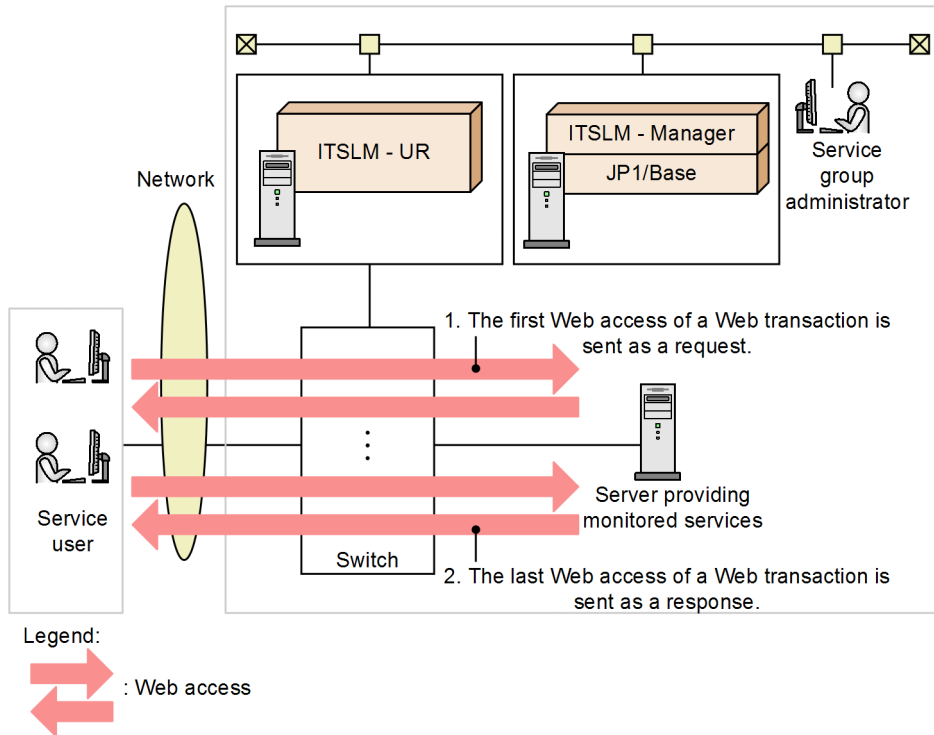 ITSLM - UR
ITSLM - Manager
JP1/Base
Service
group
administrator
Network
1. The first Web access of a Web transaction is
sent as a request.
Service
user
Server providing
monitored services
Switch
2. The last Web access of a Web transaction is
sent as a response.
Legend:
: Web access